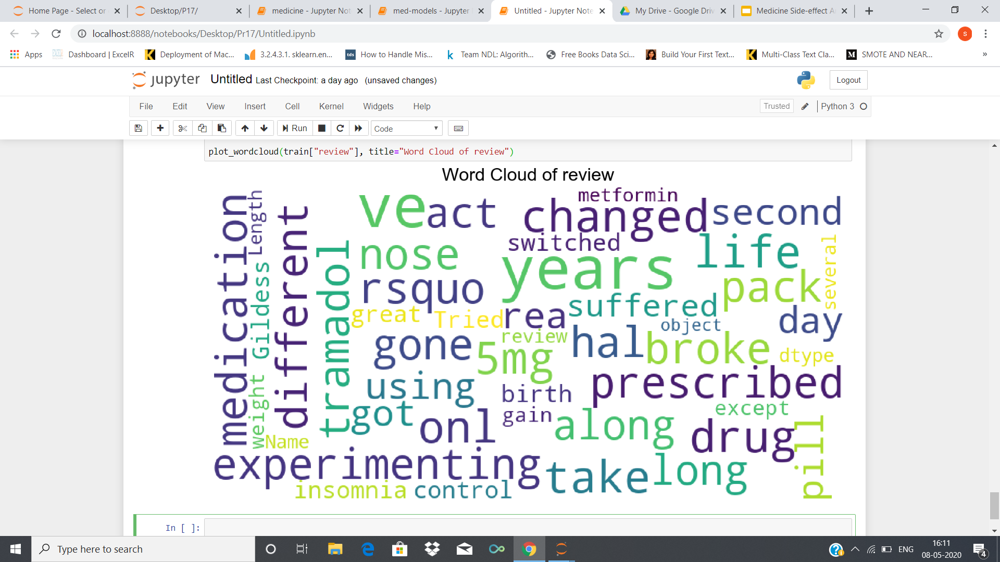 Home Page - Select or
Desktop/P17/
medicine - Jupyter Not
med-models - Jupyter
Untitled - Jupyter Note
My Drive - Google Driv
Medicine Side-effect A
localhost:8888/notebooks/Desktop/Pr17/Untitled.ipynb
s
Apps
Dashboard | ExcelR
Deployment of Mac...
3.2.4.3.1. sklearn.en...
tds
How to Handle Mis...
k
Team NDL: Algorith...
Free Books Data Sci...
Build Your First Text...
Multi-Class Text Cla...
M
SMOTE AND NEAR...
»
jupyter
Untitled Last Checkpoint: a day ago (unsaved changes)
Logout
File Edit View Insert Cell Kernel Widgets Help
Trusted
Python 3
Run
Code
plot_wordcloud(train["review"], title="Word Cloud of review")
Word Cloud of review
medication
Length
Gildess
weight
different
tramadol
ve
act
metformin
changed
second
switched
nose
years
life
several
rsquo
pack
suffered
great
Tried
rea
object
day
review
hal
gone
5mg
broke
dtype
using
birth
prescribed
got
gain
except
onl
along
drug
pill
Name
experimenting
take
long
insomnia
control
In [ ]:
Type here to search
ENG
16:11
08-05-2020
4